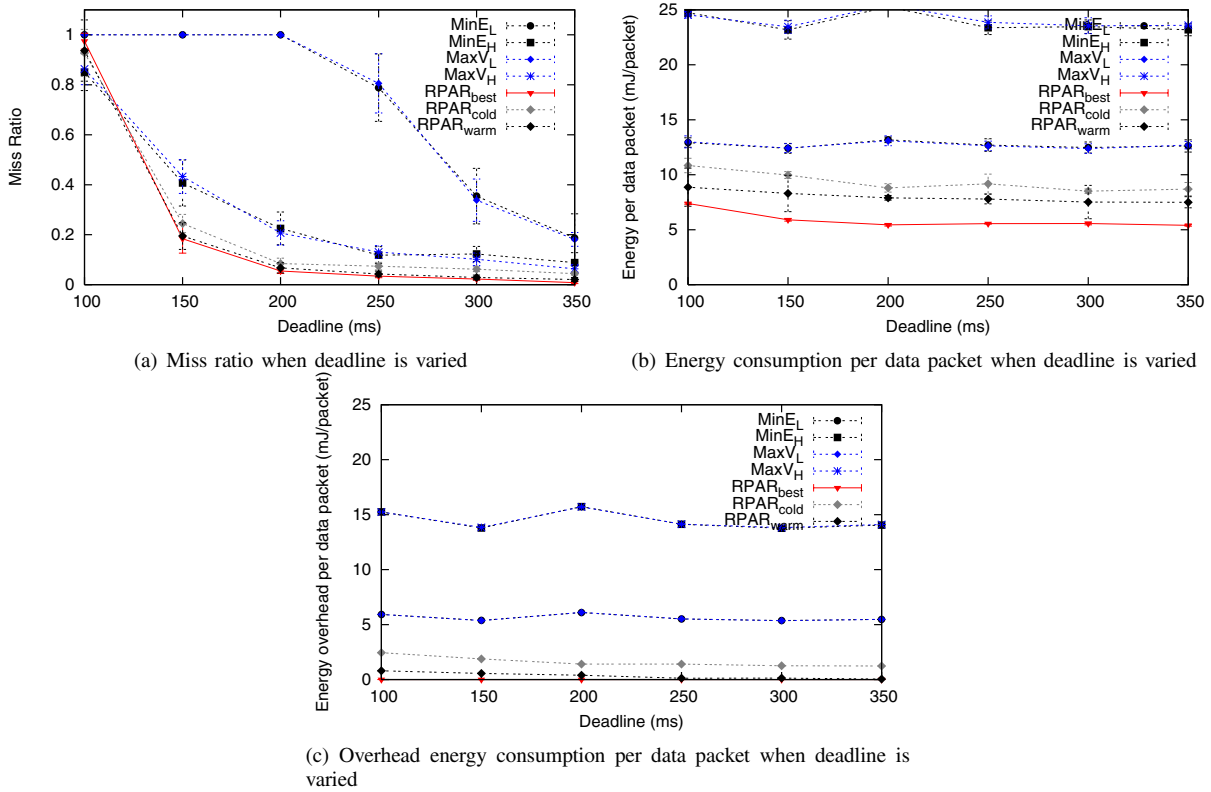 Miss Ratio
1
0.8
0.6
0.4
0.2
0
100 150 200 250 300 350
Deadline (ms)
MinE_L
MinE_H
MaxV_L
MaxV_H
RPAR_best
RPAR_cold
RPAR_warm
(a) Miss ratio when deadline is varied
Energy per data packet (mJ/packet)
25
20
15
10
5
0
100 150 200 250 300 350
Deadline (ms)
MinE_L
MinE_H
MaxV_L
MaxV_H
RPAR_best
RPAR_cold
RPAR_warm
(b) Energy consumption per data packet when deadline is varied
Energy overhead per data packet (mJ/packet)
25
20
15
10
5
0
100 150 200 250 300 350
Deadline (ms)
MinE_L
MinE_H
MaxV_L
MaxV_H
RPAR_best
RPAR_cold
RPAR_warm
(c) Overhead energy consumption per data packet when deadline is
varied